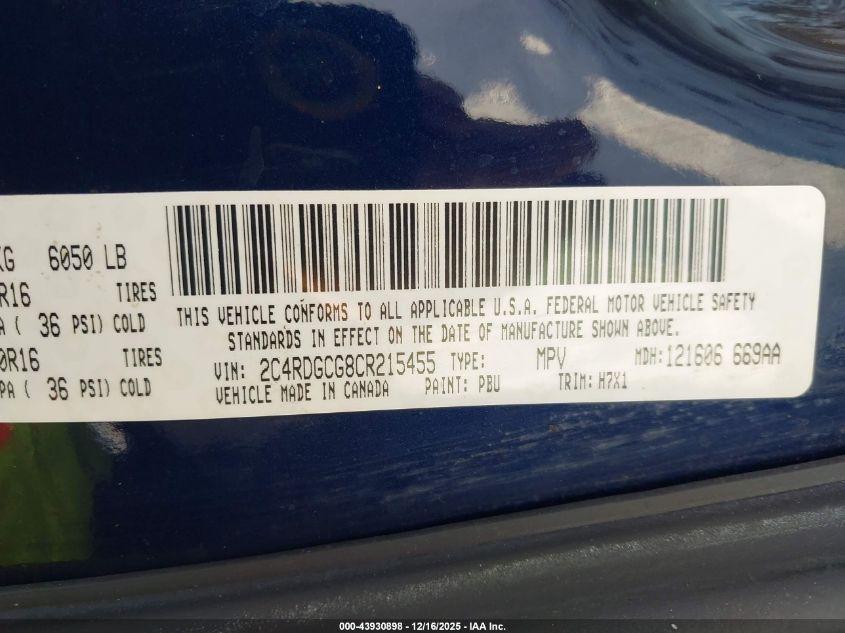 KG 6050 LB
R16 TIRES
A ( 36 PSI) COLD
0R16 TIRES
PA ( 36 PSI) COLD
THIS VEHICLE CONFORMS TO ALL APPLICABLE U.S.A. FEDERAL MOTOR VEHICLE SAFETY
STANDARDS IN EFFECT ON THE DATE OF MANUFACTURE SHOWN ABOVE.
VIN: 2C4RDGCG8CR215455 TYPE: MPV MDH: 121606 669AA
VEHICLE MADE IN CANADA PAINT: PBU TRIM: H7X1
000-43930898 - 12/16/2025 - IAA Inc.